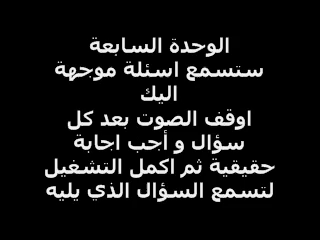 الوحدة السابعة
ستسمع اسئلة موجهة
اليك
اوقف الصوت بعد كل
سؤال و أجب اجابة
حقيقية ثم اكمل التشغيل
لتسمع السؤال الذي يليه